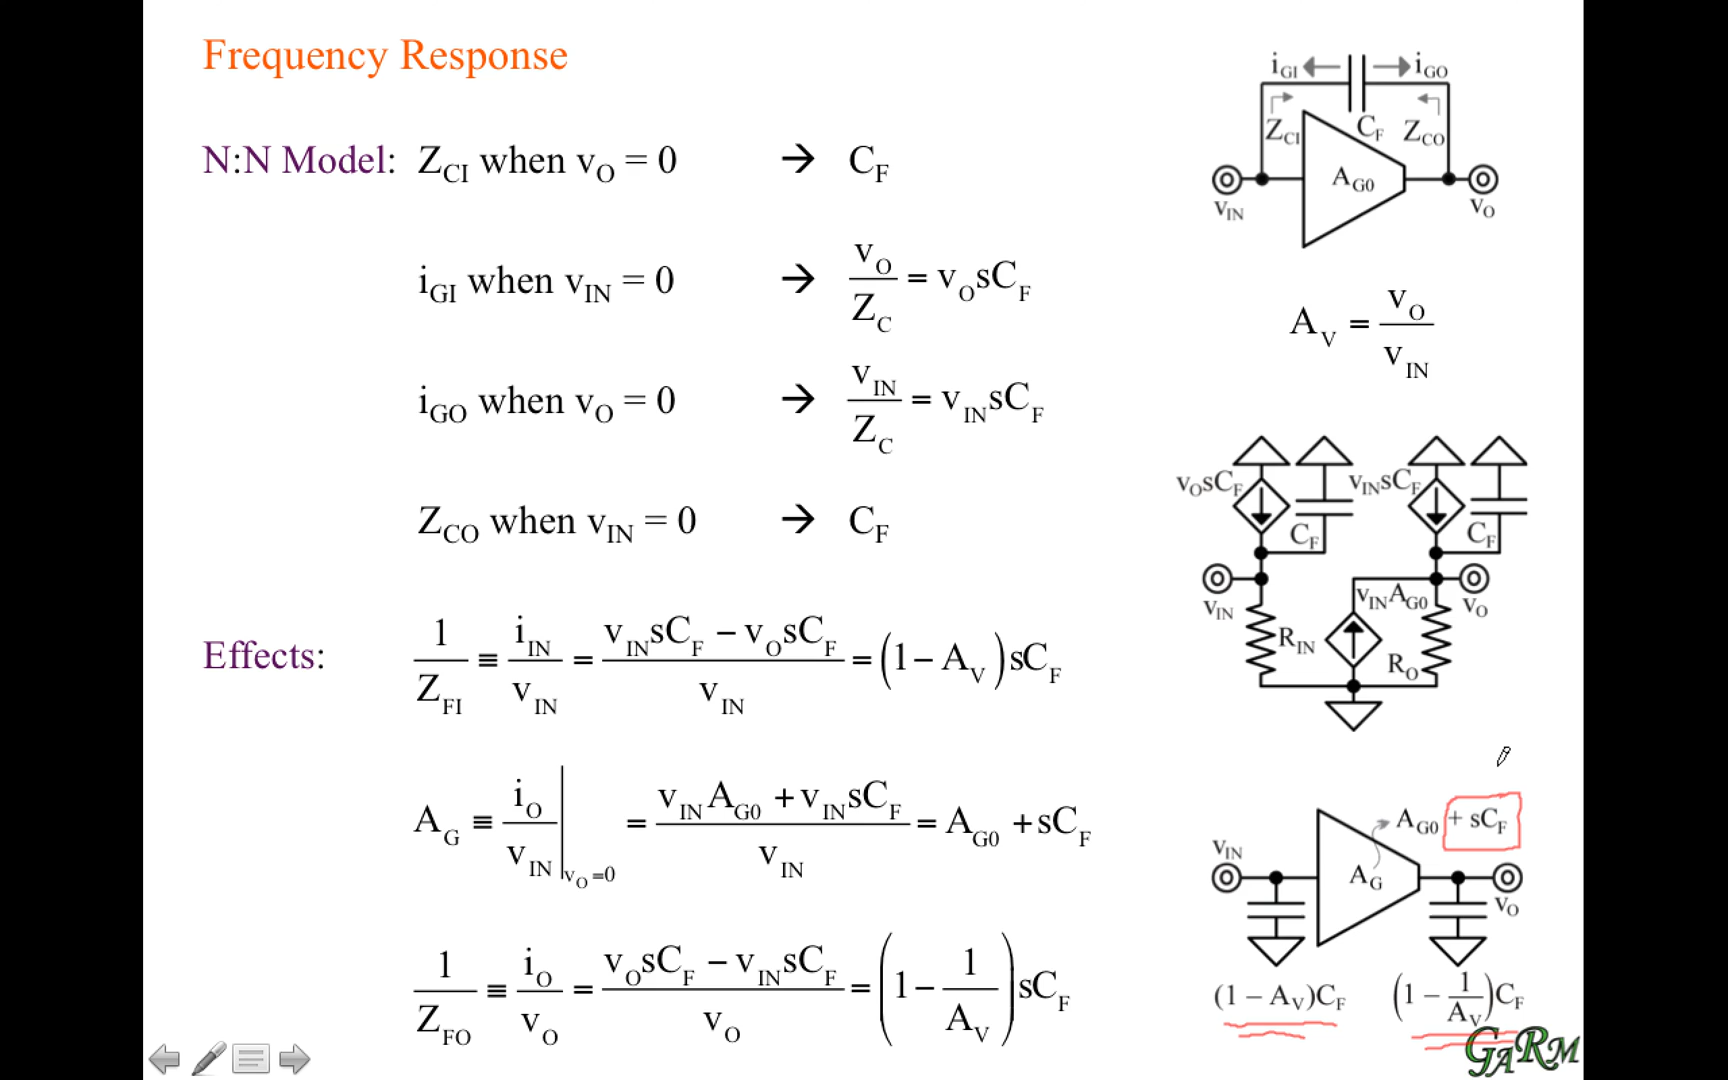 Frequency Response
N:N Model: Z_CI when v_O = 0 → C_F
i_GI when v_IN = 0 → v_O / Z_C = v_O sC_F
i_GO when v_O = 0 → v_IN / Z_C = v_IN sC_F
Z_CO when v_IN = 0 → C_F
Effects: 1 / Z_FI ≡ i_IN / v_IN = (v_IN sC_F − v_O sC_F) / v_IN = (1 − A_V) sC_F
A_G ≡ i_O / v_IN |v_O=0 = (v_IN A_G0 + v_IN sC_F) / v_IN = A_G0 + sC_F
1 / Z_FO ≡ i_O / v_O = (v_O sC_F − v_IN sC_F) / v_O = (1 − 1 / A_V) sC_F
i_GI i_GO
Z_CI C_F Z_CO
A_G0
v_IN v_O
A_V = v_O / v_IN
v_O sC_F v_IN sC_F
C_F C_F
v_IN v_IN A_G0 v_O
R_IN R_O
A_G0 + sC_F
v_IN
A_G
v_O
(1 − A_V)C_F (1 − 1 / A_V)C_F
GARM